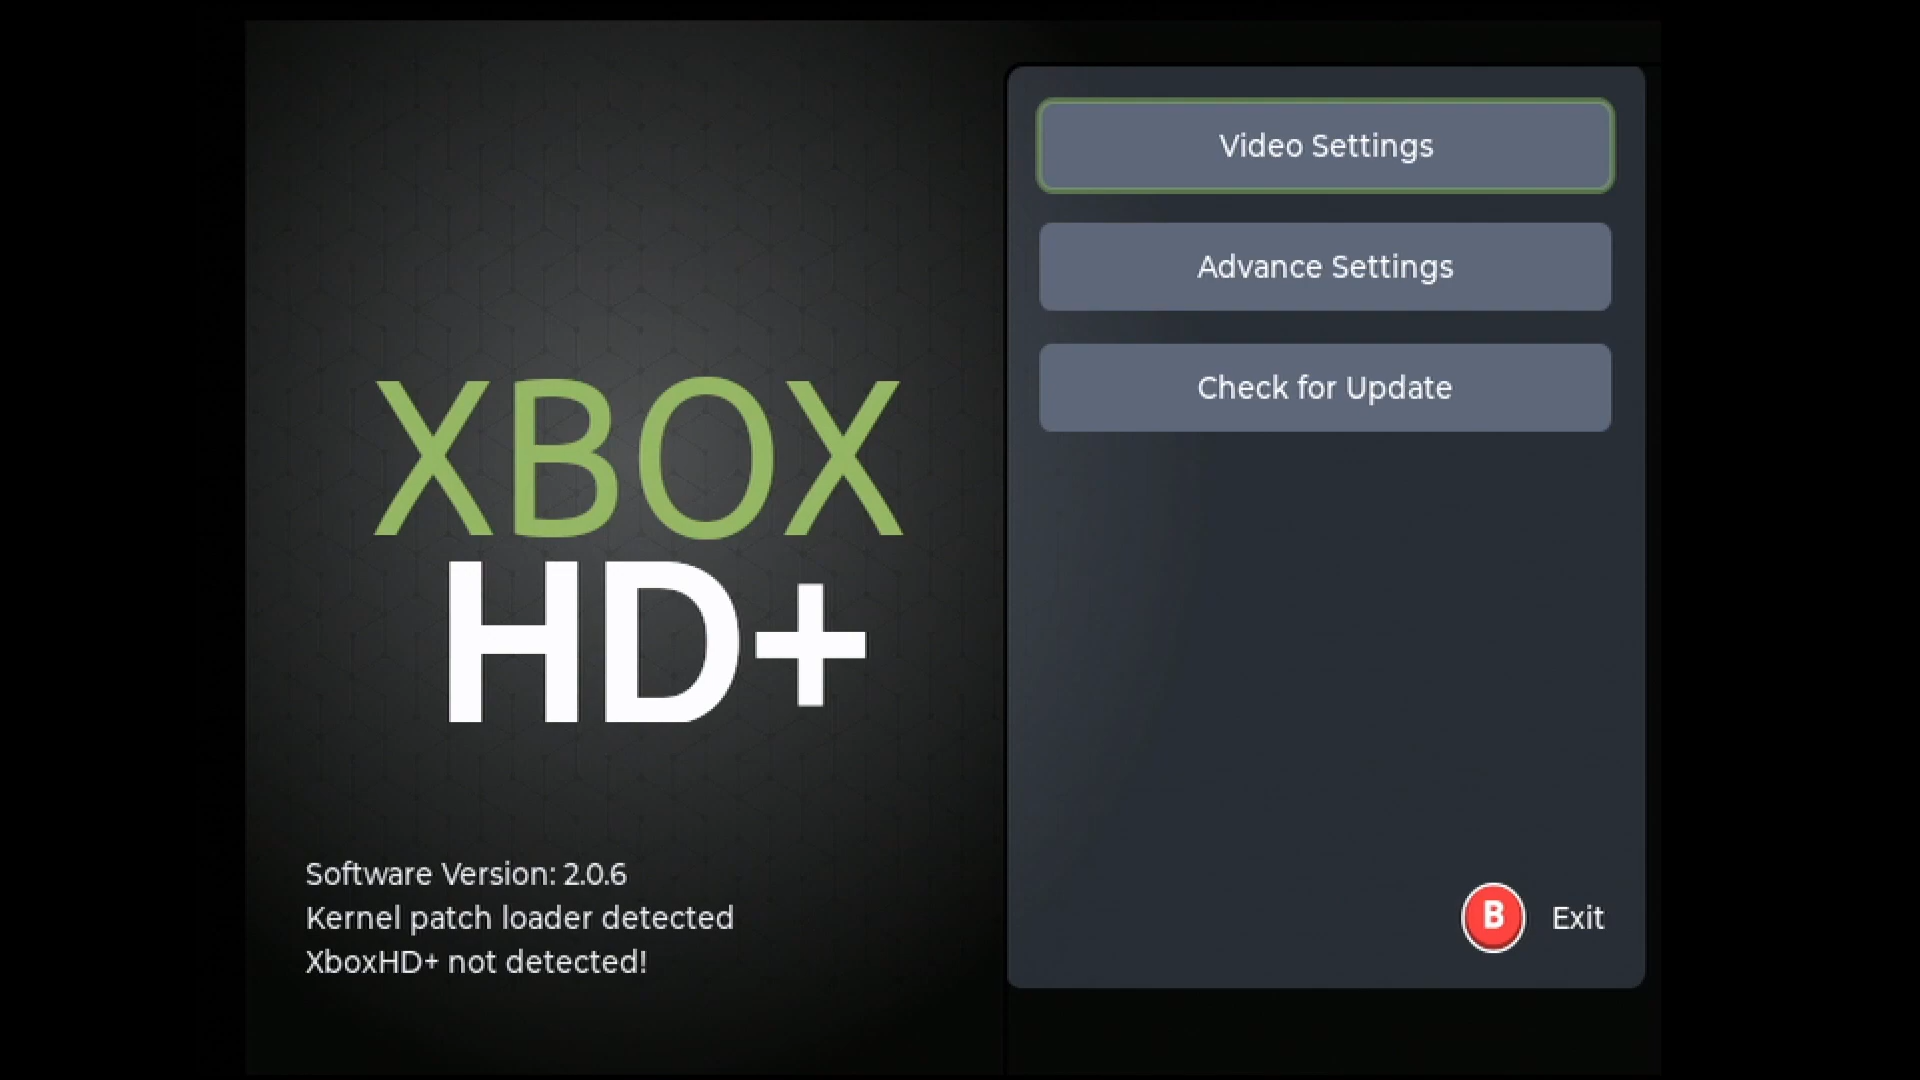 XBOX
HD+
Software Version: 2.0.6
Kernel patch loader detected
XboxHD+ not detected!
Video Settings
Advance Settings
Check for Update
B Exit